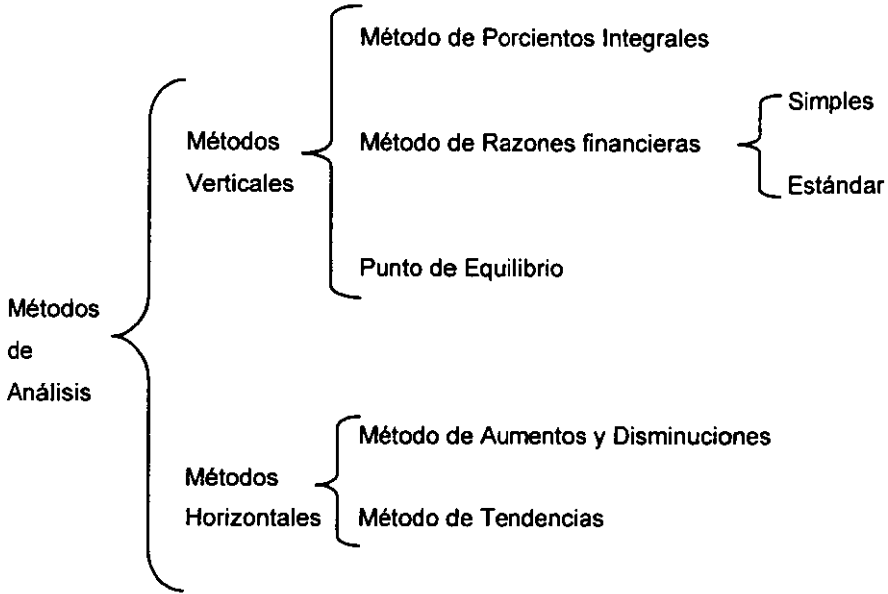 Métodos
de
Análisis
Métodos
Verticales
Método de Porcientos Integrales
Método de Razones financieras
Simples
Estándar
Punto de Equilibrio
Métodos
Horizontales
Método de Aumentos y Disminuciones
Método de Tendencias